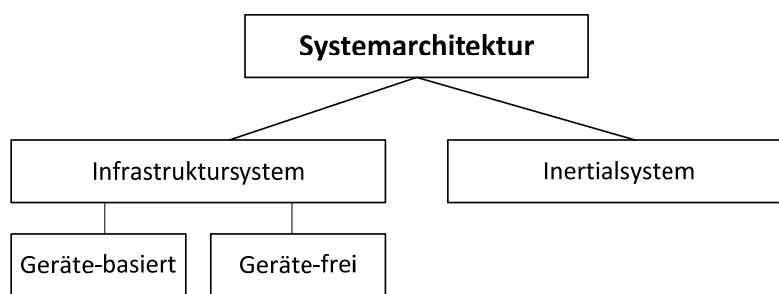 Systemarchitektur
Infrastruktursystem
Inertialsystem
Geräte-basiert
Geräte-frei